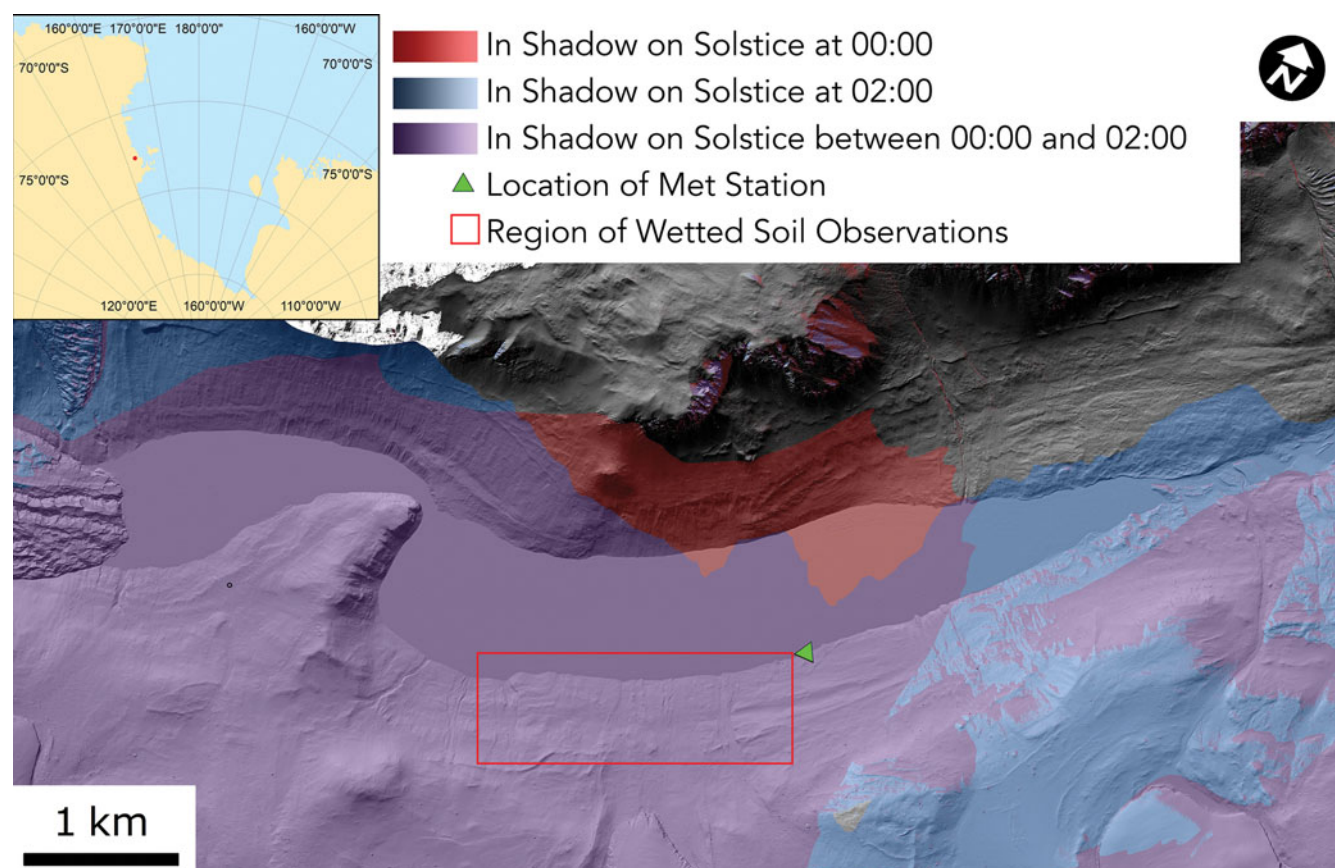 160°0'0"E 170°0'0"E 180°0'0" 160°0'0"W
70°0'0"S 70°0'0"S
75°0'0"S 75°0'0"S
120°0'0"E 160°0'0"W 110°0'0"W
In Shadow on Solstice at 00:00
In Shadow on Solstice at 02:00
In Shadow on Solstice between 00:00 and 02:00
Location of Met Station
Region of Wetted Soil Observations
N
1 km